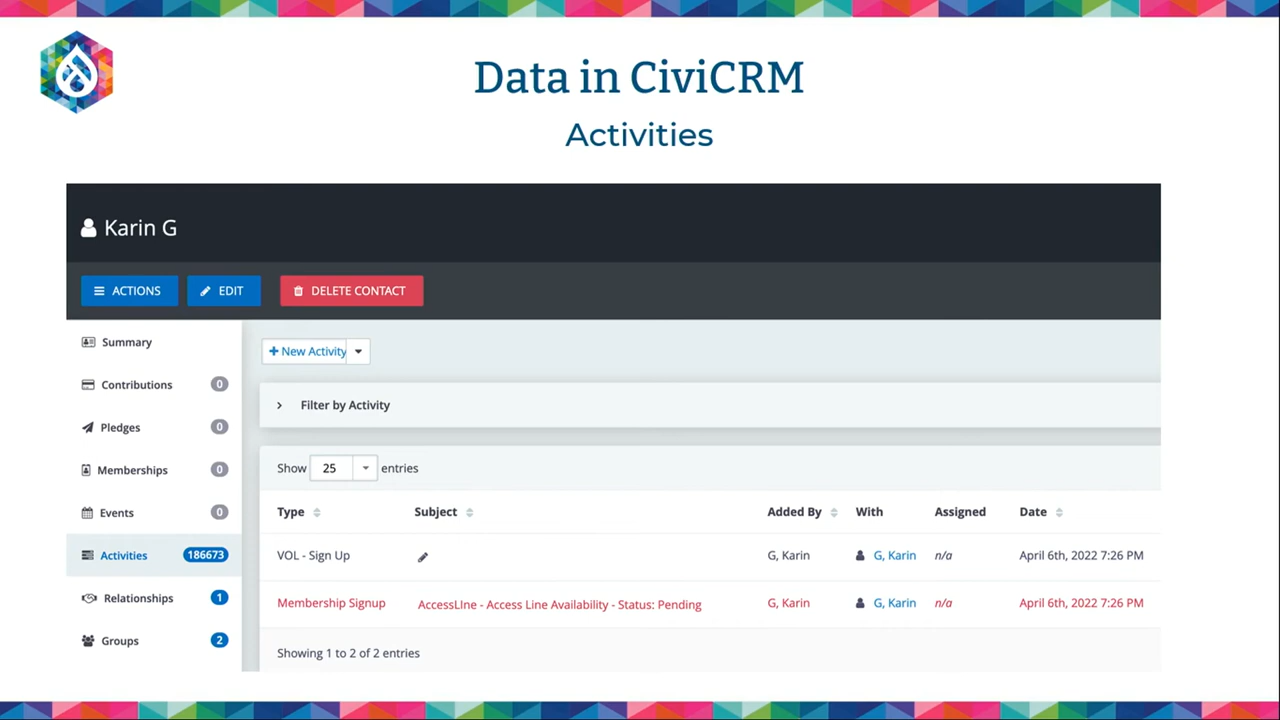 Data in CiviCRM
Activities
Karin G
ACTIONS EDIT DELETE CONTACT
Summary
Contributions 0
Pledges 0
Memberships 0
Events 0
Activities 186673
Relationships 1
Groups 2
+ New Activity
Filter by Activity
Show 25 entries
Type Subject Added By With Assigned Date
VOL - Sign Up G, Karin G, Karin n/a April 6th, 2022 7:26 PM
Membership Signup AccessLIne - Access Line Availability - Status: Pending G, Karin G, Karin n/a April 6th, 2022 7:26 PM
Showing 1 to 2 of 2 entries